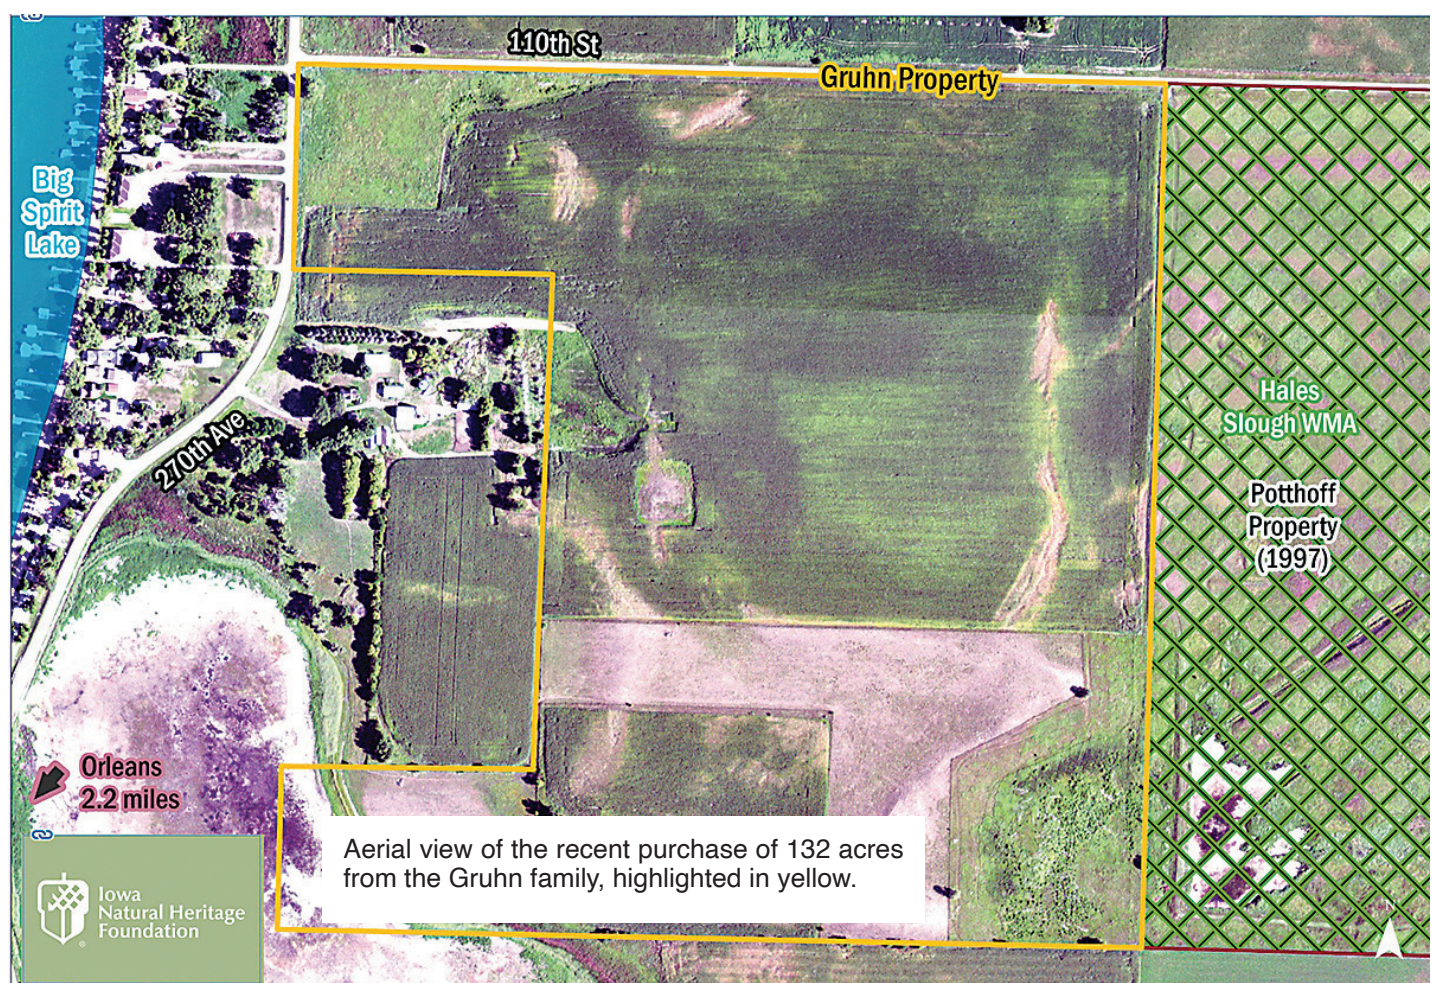 110th St
Gruhn Property
Big
Spirit
Lake
270th Ave
Hales
Slough WMA
Potthoff
Property
(1997)
Orleans
2.2 miles
Aerial view of the recent purchase of 132 acres
from the Gruhn family, highlighted in yellow.
Iowa
Natural Heritage
Foundation
®
N